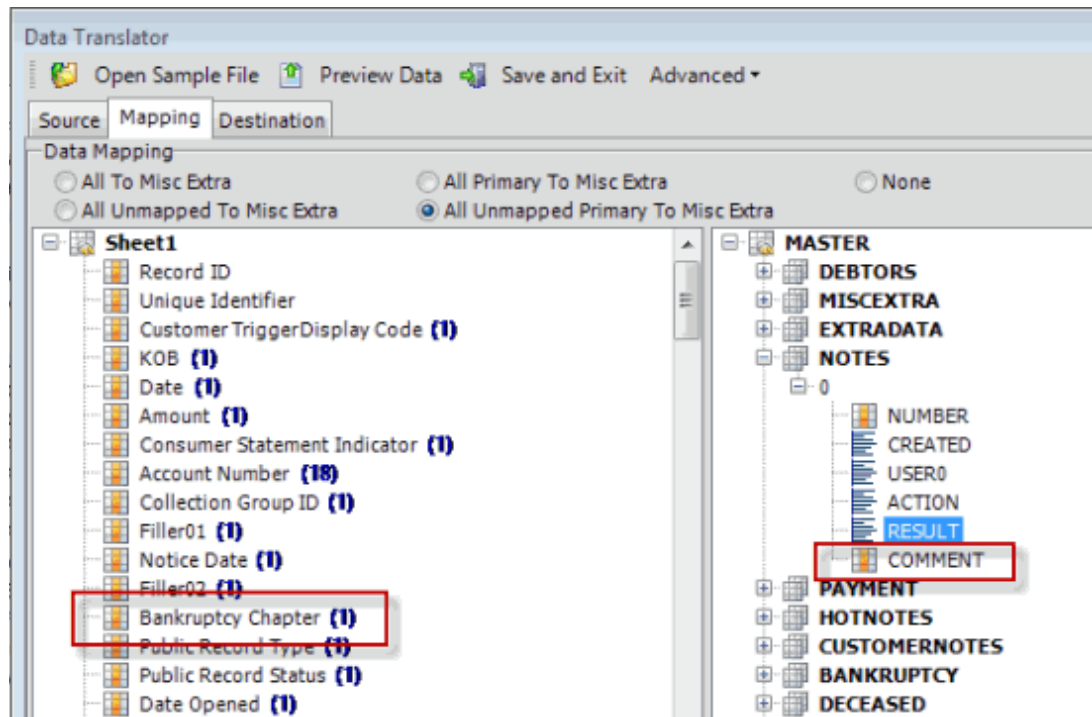 Data Translator
Open Sample File Preview Data Save and Exit Advanced
Source Mapping Destination
Data Mapping
All To Misc Extra All Primary To Misc Extra None
All Unmapped To Misc Extra All Unmapped Primary To Misc Extra
Sheet1
Record ID
Unique Identifier
Customer TriggerDisplay Code (1)
KOB (1)
Date (1)
Amount (1)
Consumer Statement Indicator (1)
Account Number (18)
Collection Group ID (1)
Filler01 (1)
Notice Date (1)
Filler02 (1)
Bankruptcy Chapter (1)
Public Record Type (1)
Public Record Status (1)
Date Opened (1)
MASTER
DEBTORS
MISCEXTRA
EXTRADATA
NOTES
0
NUMBER
CREATED
USER0
ACTION
RESULT
COMMENT
PAYMENT
HOTNOTES
CUSTOMERNOTES
BANKRUPTCY
DECEASED